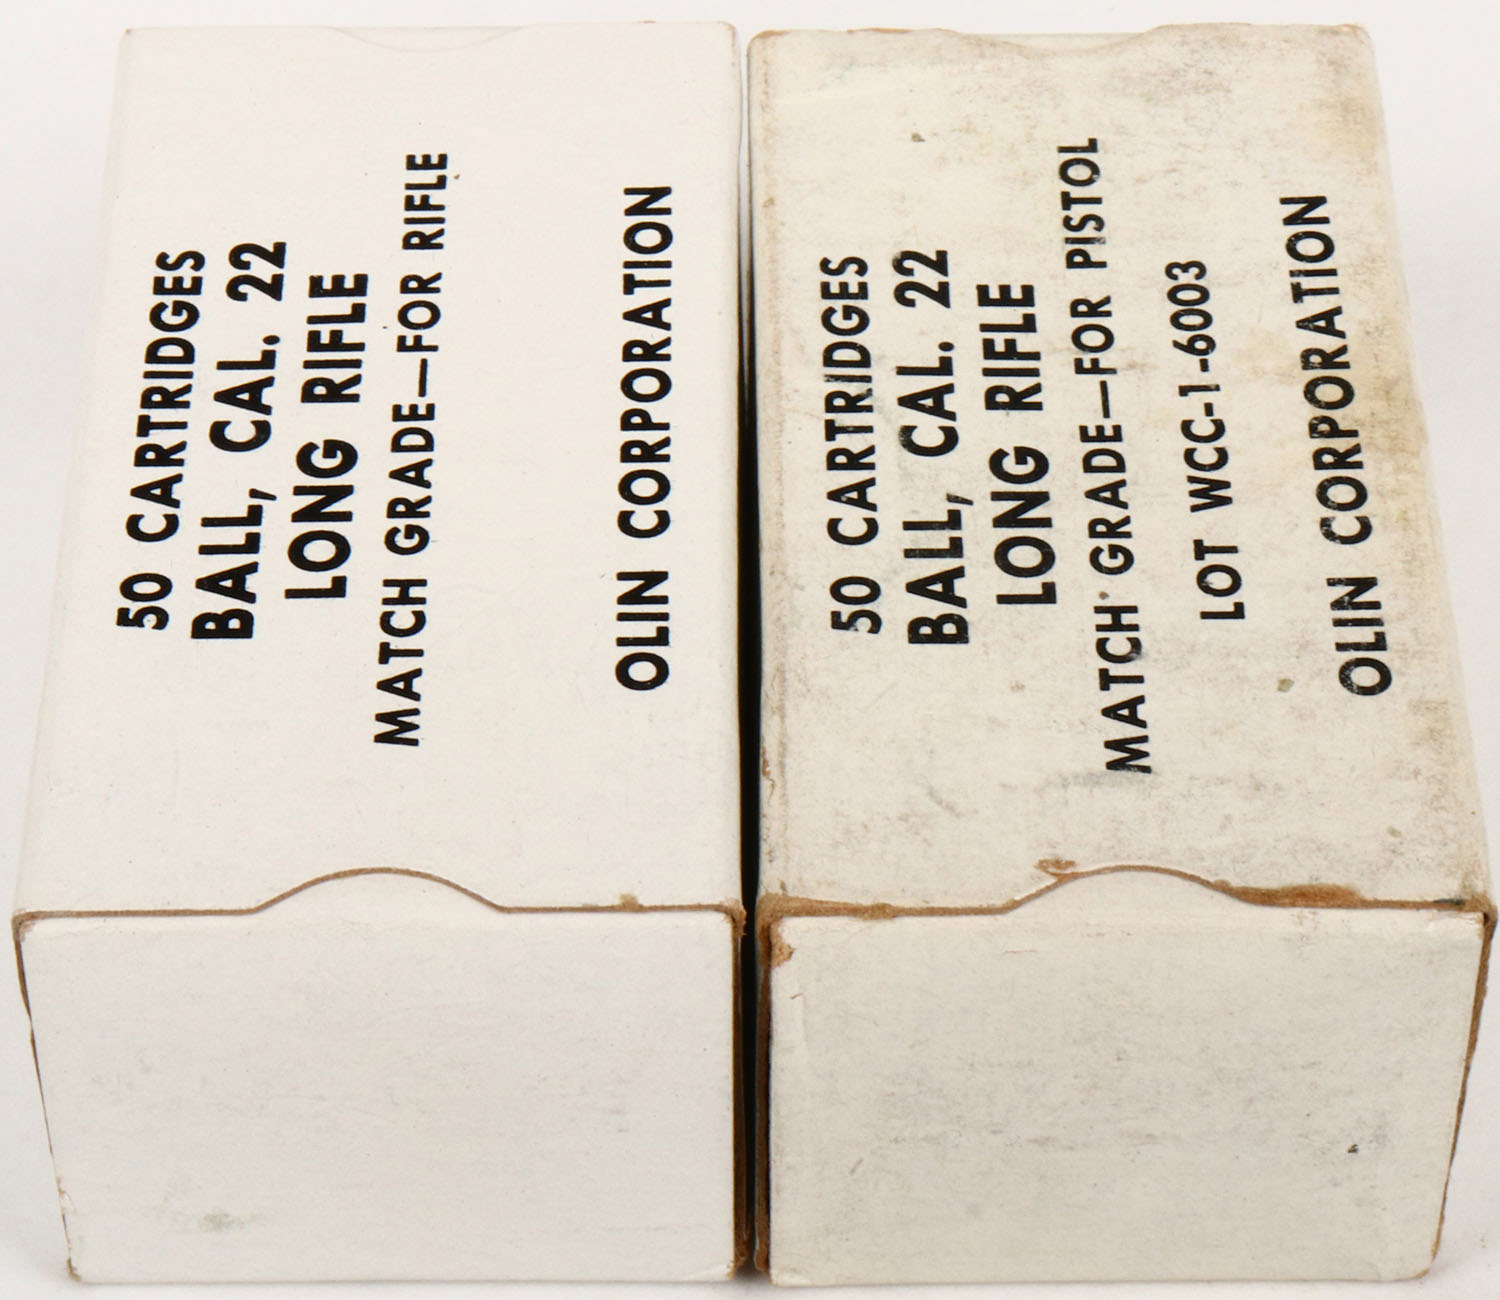 50 CARTRIDGES
BALL, CAL. 22
LONG RIFLE
MATCH GRADE—FOR RIFLE
OLIN CORPORATION
50 CARTRIDGES
BALL, CAL. 22
LONG RIFLE
MATCH GRADE—FOR PISTOL
LOT WCC-1-6003
OLIN CORPORATION